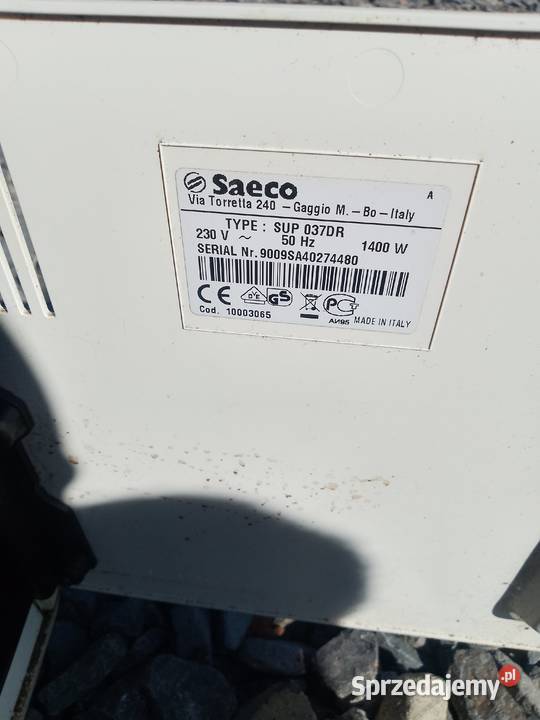 Saeco
A
Via Torretta 240 – Gaggio M. – Bo – Italy
TYPE : SUP 037DR
230 V ~ 50 Hz 1400 W
SERIAL Nr. 9009SA40274480
CE VDE GS PC
АИ95 MADE IN ITALY
Cod. 10003065
Sprzedajemy.pl